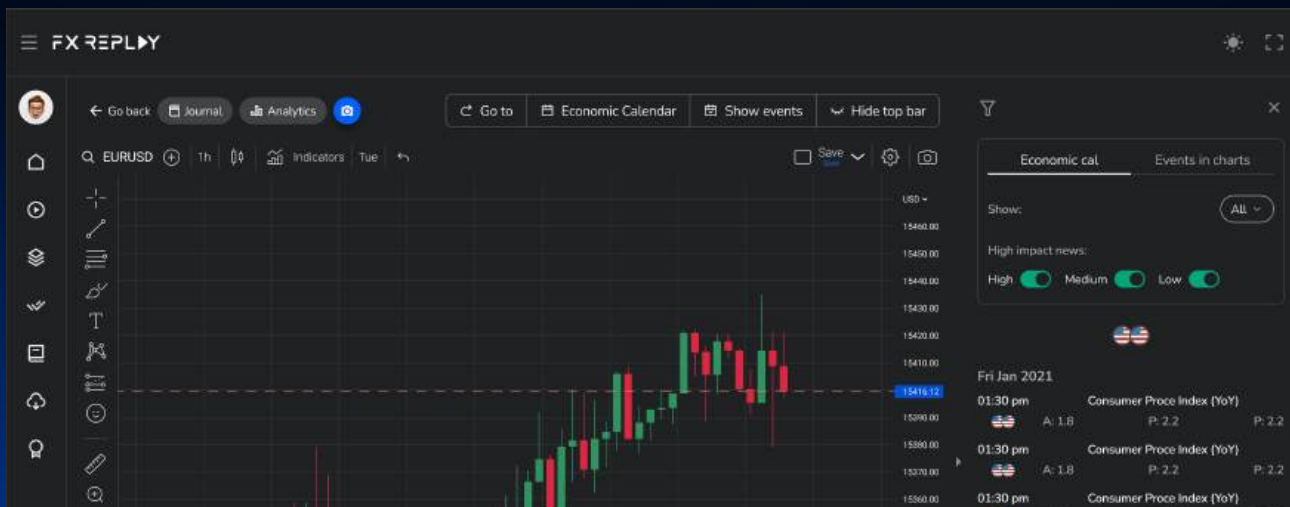 FX REPLAY
Go back Journal Analytics Go to Economic Calendar Show events Hide top bar
EURUSD 1h Indicators Tue Save
USD
15460.00
15450.00
15440.00
15430.00
15420.00
15410.00
15416.12
15390.00
15380.00
15370.00
15360.00
Economic cal Events in charts
Show: All
High impact news:
High Medium Low
Fri Jan 2021
01:30 pm Consumer Proce Index (YoY)
A: 1.8 P: 2.2 P: 2.2
01:30 pm Consumer Proce Index (YoY)
A: 1.8 P: 2.2 P: 2.2
01:30 pm Consumer Proce Index (YoY)